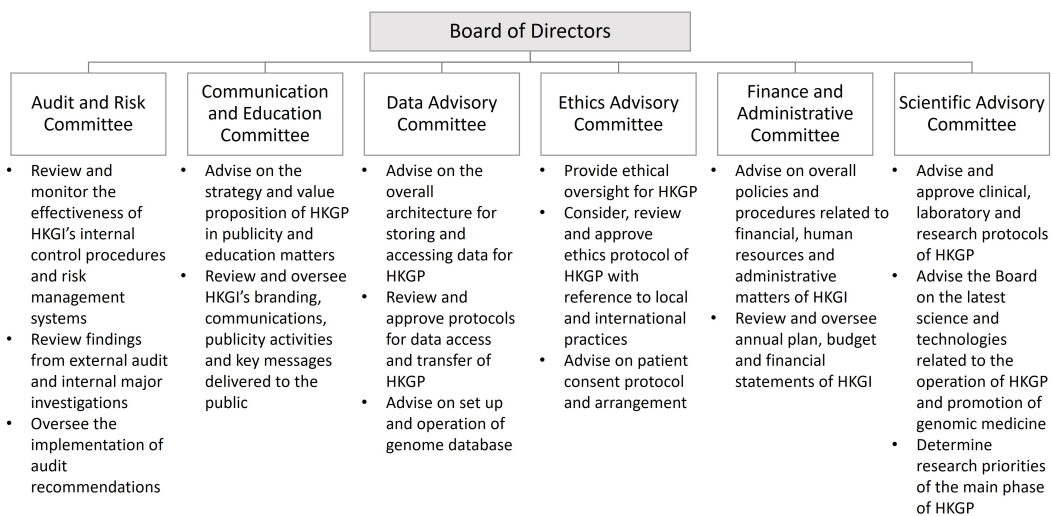 Board of Directors
Audit and Risk
Committee
• Review and
monitor the
effectiveness of
HKGI’s internal
control procedures
and risk
management
systems
• Review findings
from external audit
and internal major
investigations
• Oversee the
implementation of
audit
recommendations
Communication
and Education
Committee
• Advise on the
strategy and value
proposition of HKGP
in publicity and
education matters
• Review and oversee
HKGI’s branding,
communications,
publicity activities
and key messages
delivered to the
public
Data Advisory
Committee
• Advise on the
overall
architecture for
storing and
accessing data for
HKGP
• Review and
approve protocols
for data access
and transfer of
HKGP
• Advise on set up
and operation of
genome database
Ethics Advisory
Committee
• Provide ethical
oversight for HKGP
• Consider, review
and approve
ethics protocol of
HKGP with
reference to local
and international
practices
• Advise on patient
consent protocol
and arrangement
Finance and
Administrative
Committee
• Advise on overall
policies and
procedures related to
financial, human
resources and
administrative
matters of HKGI
• Review and oversee
annual plan, budget
and financial
statements of HKGI
Scientific Advisory
Committee
• Advise and
approve clinical,
laboratory and
research protocols
of HKGP
• Advise the Board
on the latest
science and
technologies
related to the
operation of HKGP
and promotion of
genomic medicine
• Determine
research priorities
of the main phase
of HKGP